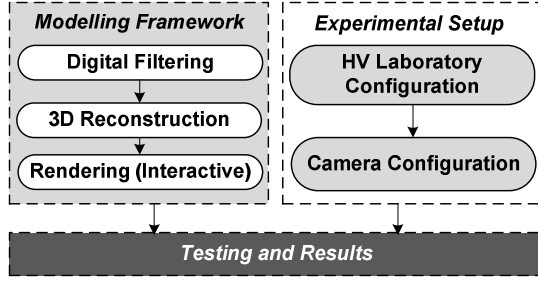 Modelling Framework
Digital Filtering
3D Reconstruction
Rendering (Interactive)
Experimental Setup
HV Laboratory
Configuration
Camera Configuration
Testing and Results